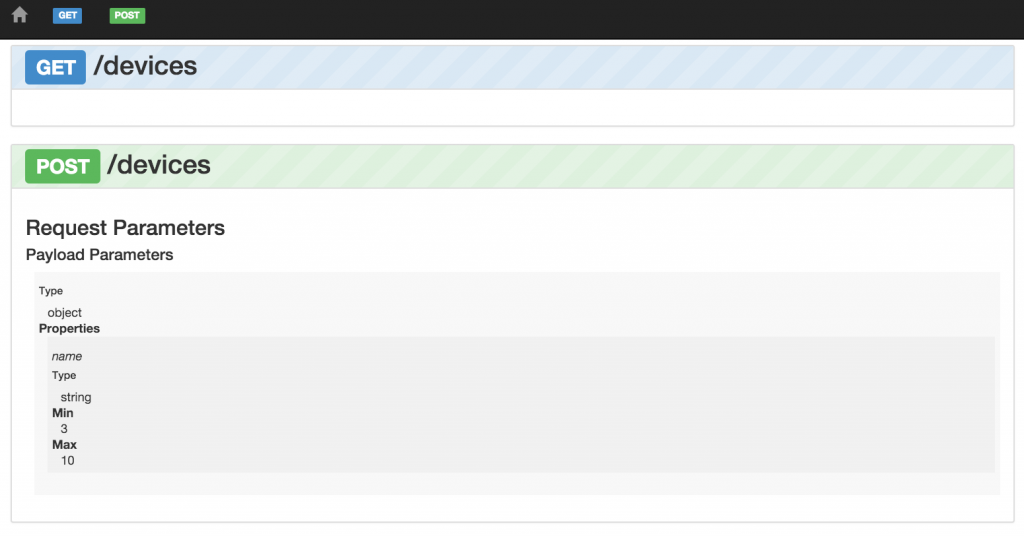 GET POST
GET /devices
POST /devices
Request Parameters
Payload Parameters
Type
object
Properties
name
Type
string
Min
3
Max
10